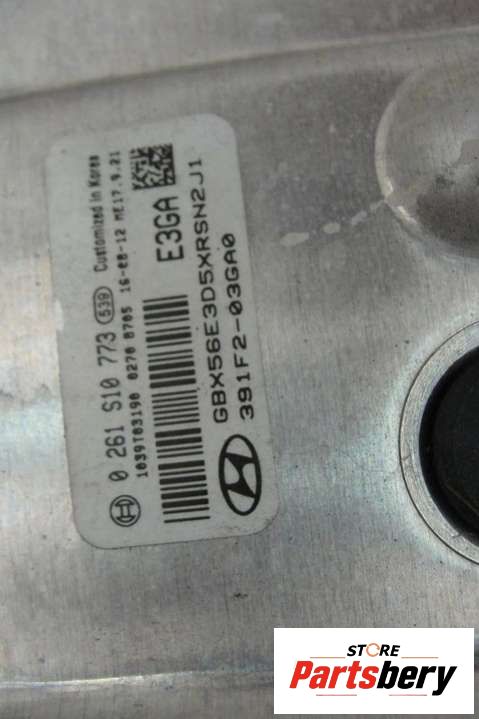 0 261 S10 773 539 Customized in Korea
1039T03190 0270 0705 16-08-12 ME17.9.21
E3GA
GBX56E3D5XRSN2J1
391F2-03GA0
STORE
Partsbery